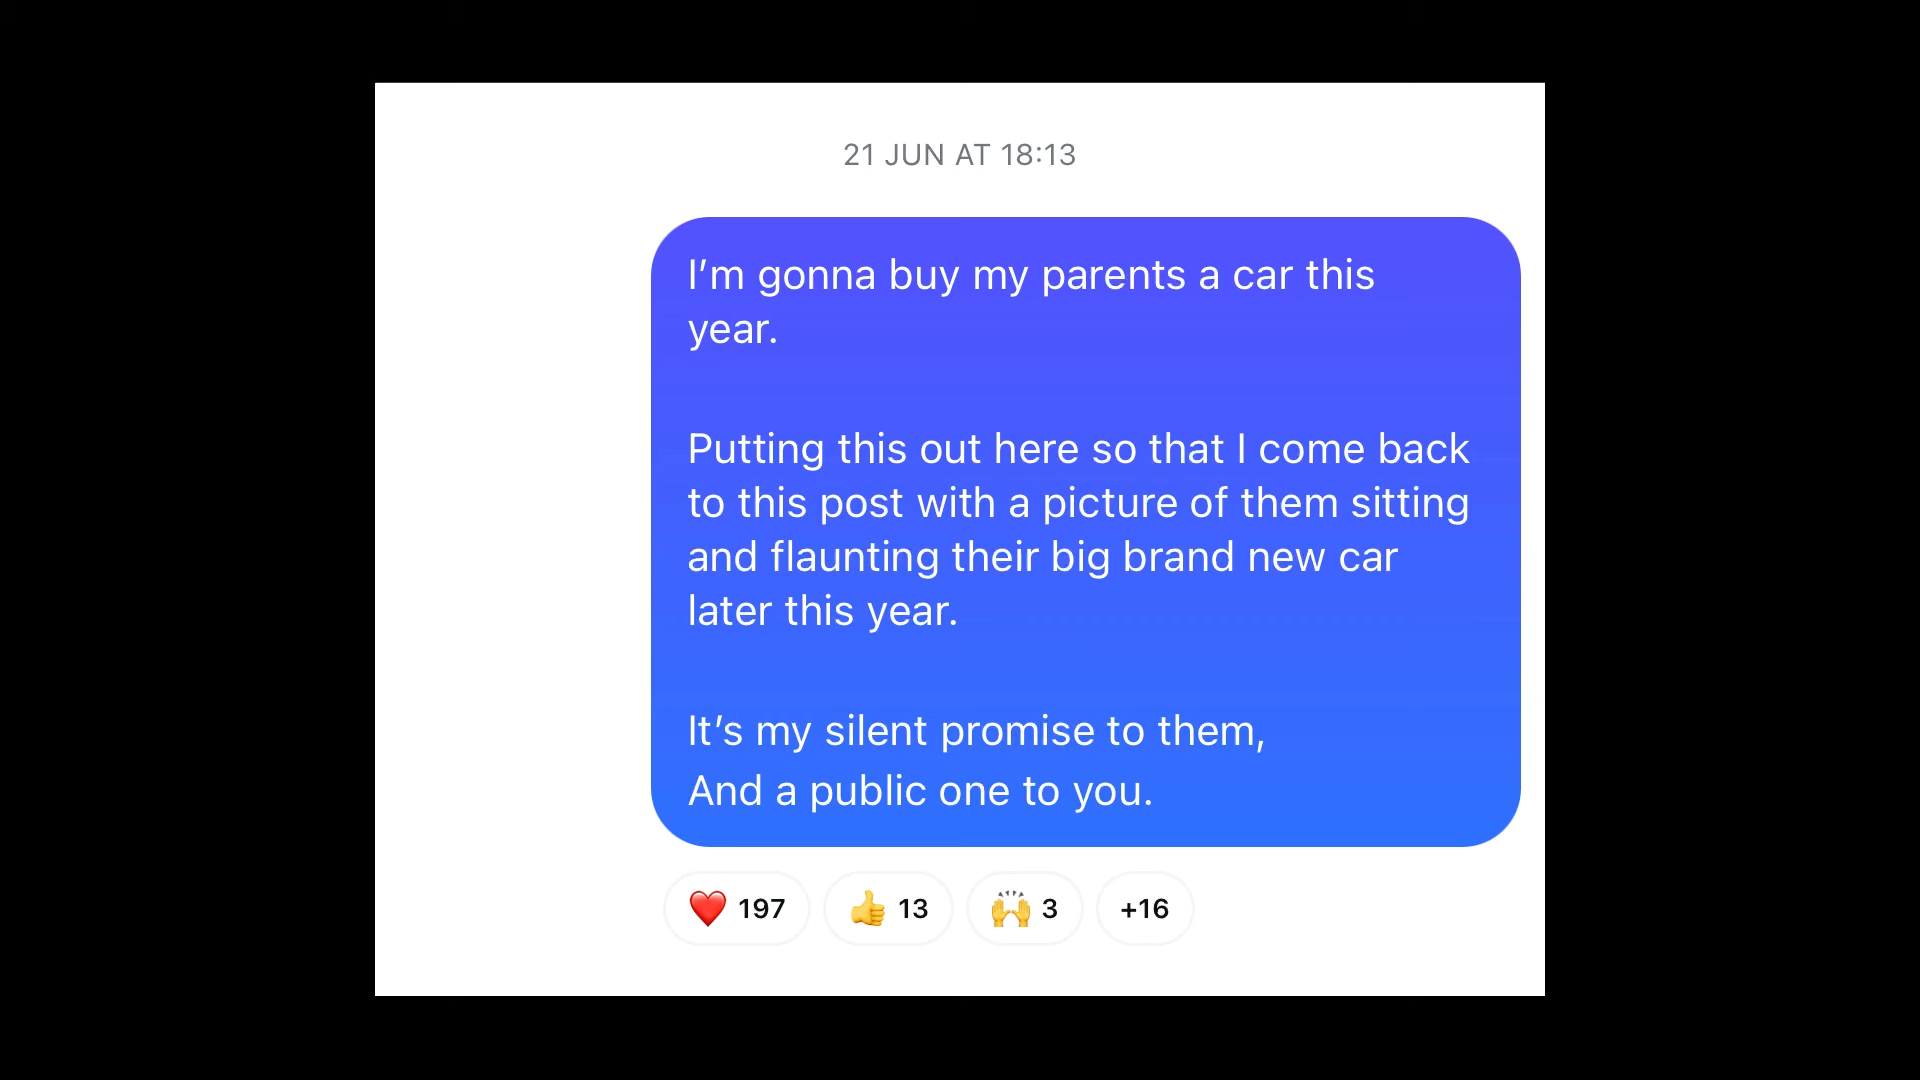 21 JUN AT 18:13
I’m gonna buy my parents a car this
year.
Putting this out here so that I come back
to this post with a picture of them sitting
and flaunting their big brand new car
later this year.
It’s my silent promise to them,
And a public one to you.
❤️ 197 👍 13 🙌 3 +16